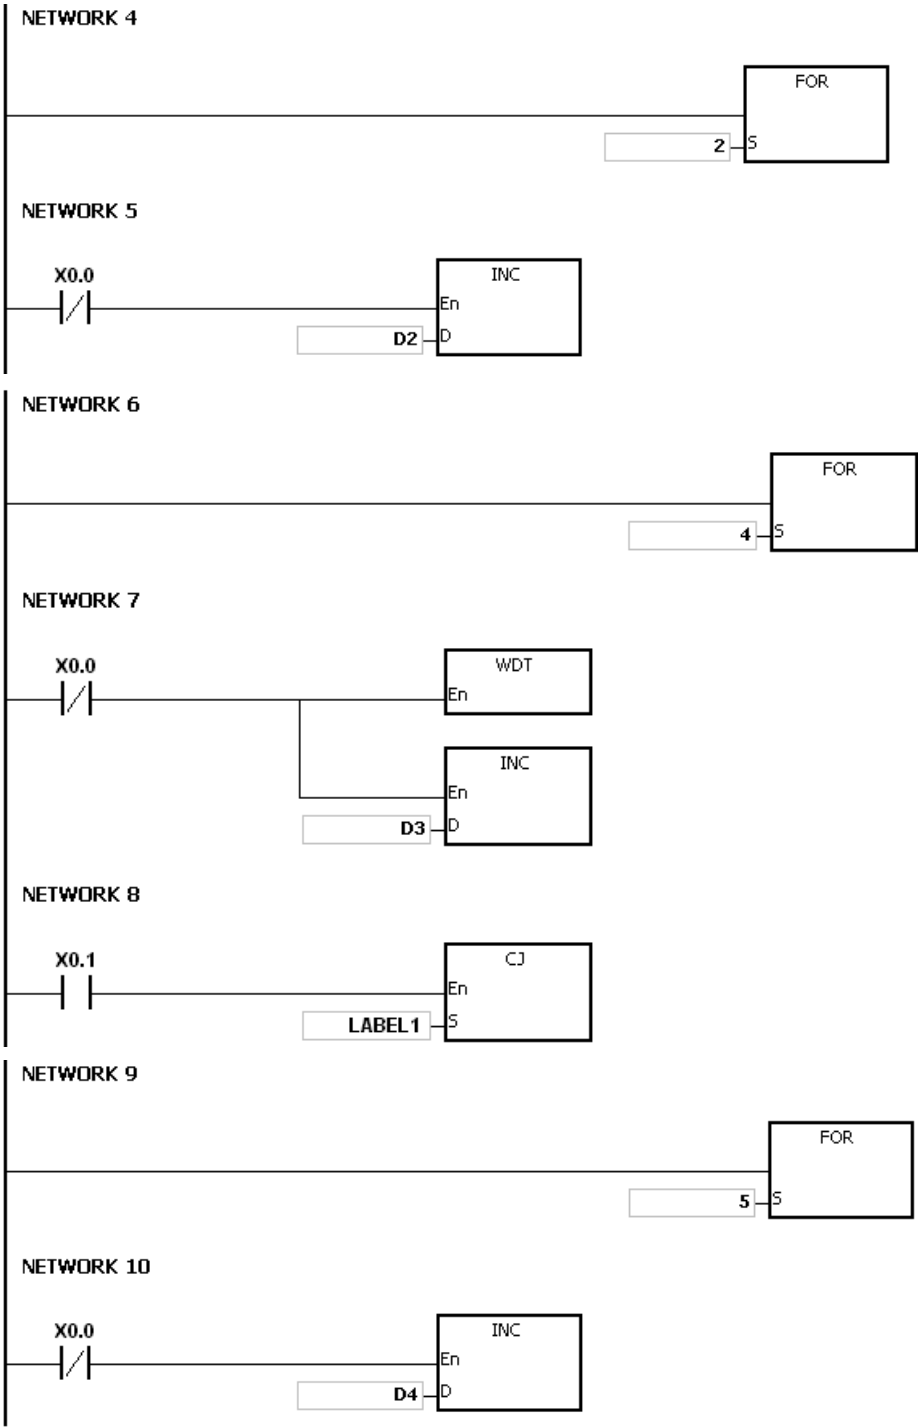 NETWORK 4
FOR
2 S
NETWORK 5
X0.0
INC
En
D2 D
NETWORK 6
FOR
4 S
NETWORK 7
X0.0
WDT
En
INC
En
D3 D
NETWORK 8
X0.1
CJ
En
LABEL1 S
NETWORK 9
FOR
5 S
NETWORK 10
X0.0
INC
En
D4 D